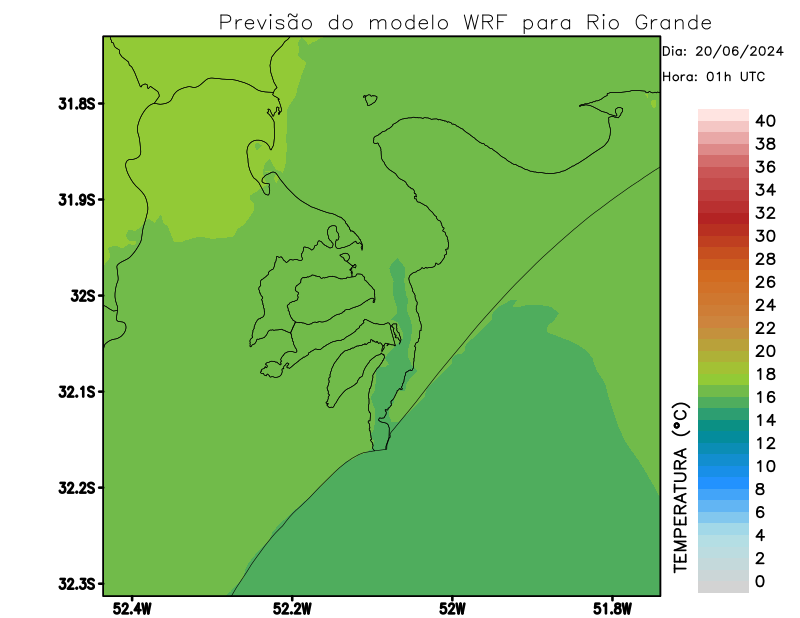 Previsão do modelo WRF para Rio Grande
Dia: 20/06/2024
Hora: 01h UTC
31.8S
31.9S
32S
32.1S
32.2S
32.3S
52.4W
52.2W
52W
51.8W
TEMPERATURA (°C)
40
38
36
34
32
30
28
26
24
22
20
18
16
14
12
10
8
6
4
2
0